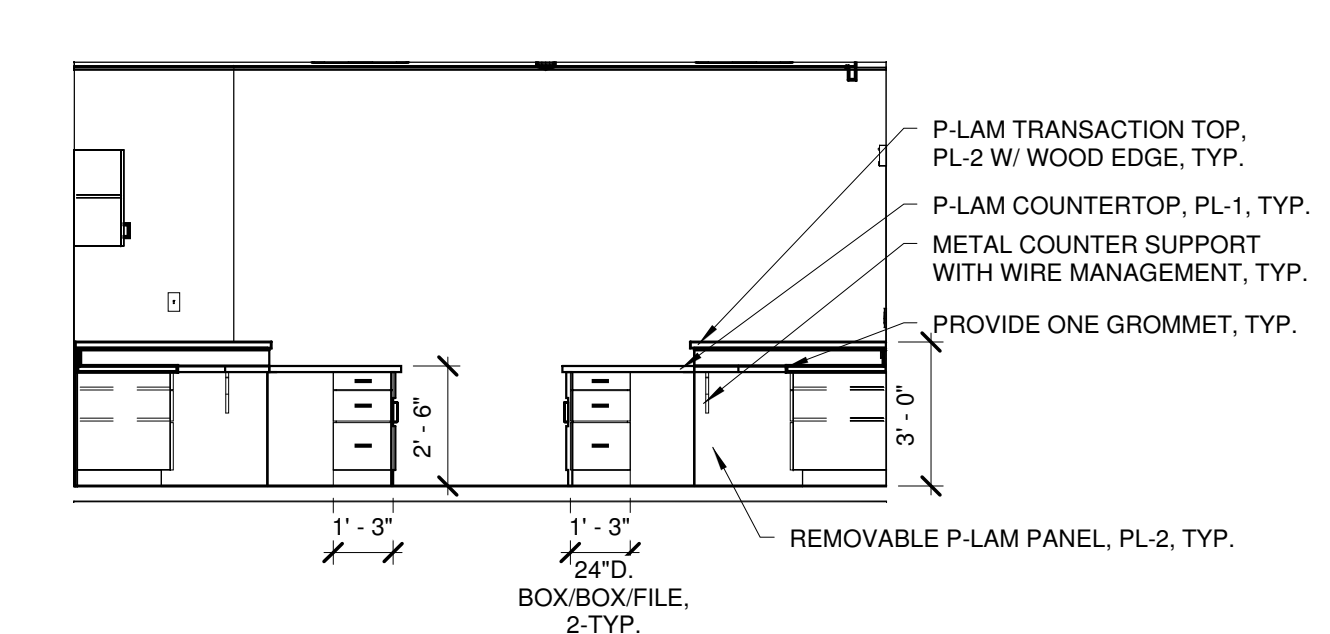 P-LAM TRANSACTION TOP,
PL-2 W/ WOOD EDGE, TYP.
P-LAM COUNTERTOP, PL-1, TYP.
METAL COUNTER SUPPORT
WITH WIRE MANAGEMENT, TYP.
PROVIDE ONE GROMMET, TYP.
2' - 6"
3' - 0"
1' - 3"
1' - 3"
REMOVABLE P-LAM PANEL, PL-2, TYP.
24"D.
BOX/BOX/FILE,
2-TYP.